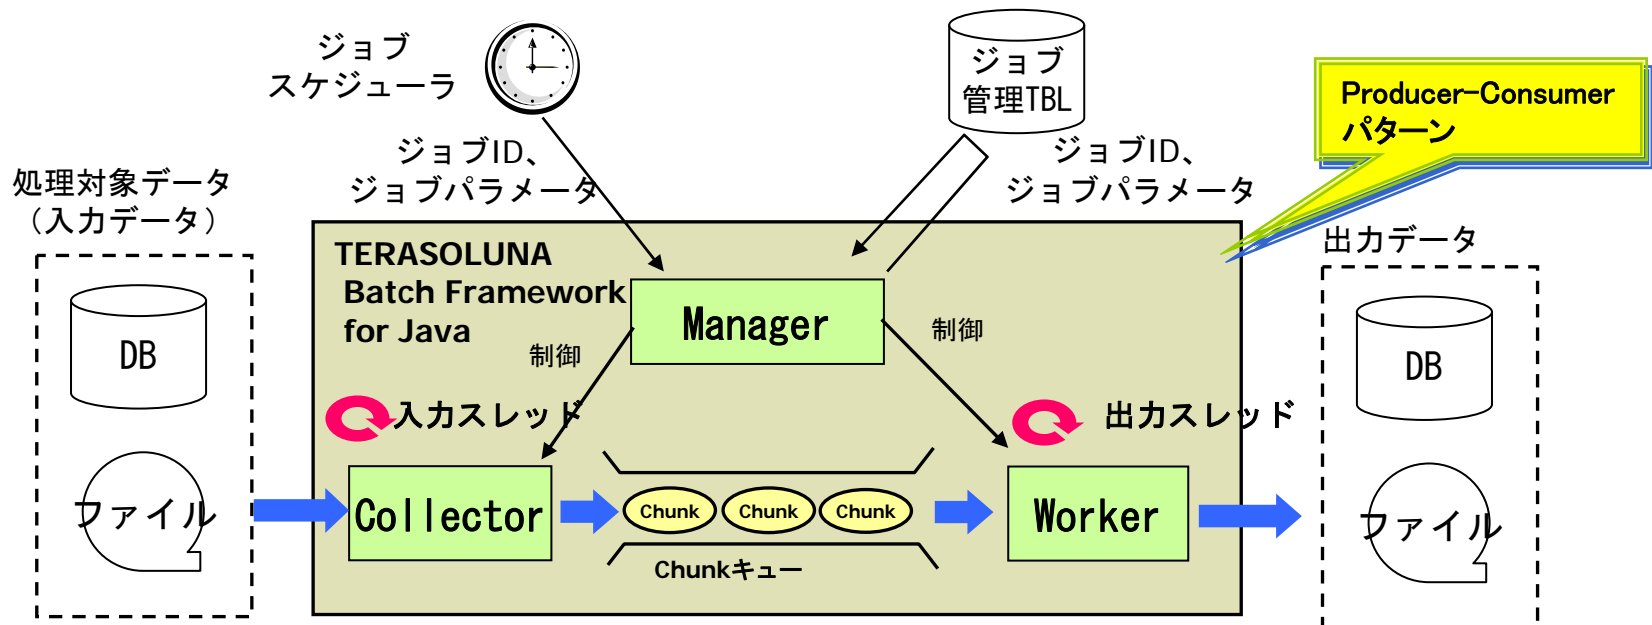 ジョブ
スケジューラ
ジョブ
管理TBL
Producer-Consumer
パターン
ジョブID、
ジョブパラメータ
ジョブID、
ジョブパラメータ
処理対象データ
（入力データ）
出力データ
TERASOLUNA
Batch Framework
for Java
Manager
制御
制御
DB
DB
入力スレッド
出力スレッド
ファイル
Collector
Chunk
Chunk
Chunk
Worker
ファイル
Chunkキュー